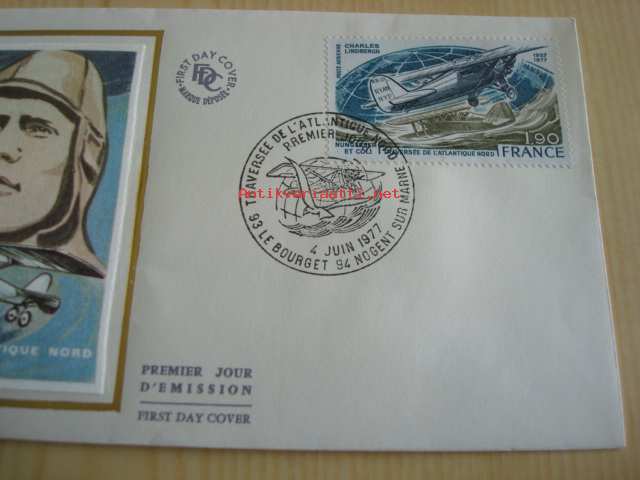 FIRST DAY COVER
FDC
MARQUE DÉPOSÉE
POSTE AÉRIENNE
CHARLES
LINDBERGH
1927
1977
NUNGESSER
ET COLI
TRAVERSÉE DE L'ATLANTIQUE NORD
1,90
FRANCE
TRAVERSÉE DE L'ATLANTIQUE NORD
PREMIER JOUR
4 JUIN 1977
93 LE BOURGET 94 NOGENT SUR MARNE
Antikvariaatti.net
TIQUE NORD
PREMIER JOUR
D'EMISSION
FIRST DAY COVER